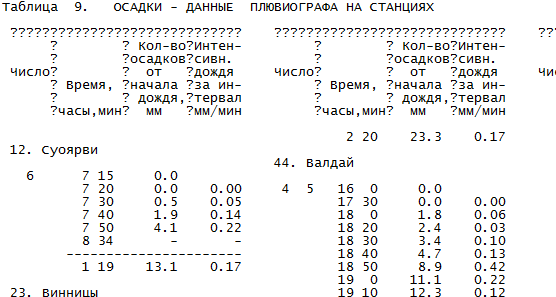 Таблица  9.   ОСАДКИ – ДАННЫЕ  ПЛЮВИОГРАФА НА СТАНЦИЯХ
????????????????????????????
? ? Кол-во?Интен-
? ?осадков?сивн.
Число? ? от ?дождя
? Время, ?начала ?за ин-
? ? дождя,?тервал
?часы,мин? мм ?мм/мин
12. Суоярви
6 7 15 0.0
7 20 0.0 0.00
7 30 0.5 0.05
7 40 1.9 0.14
7 50 4.1 0.22
8 34 – –
-----------------------
1 19 13.1 0.17
23. Винницы
????????????????????????????
? ? Кол-во?Интен-
? ?осадков?сивн.
Число? ? от ?дождя
? Время, ?начала ?за ин-
? ? дождя,?тервал
?часы,мин? мм ?мм/мин
2 20 23.3 0.17
44. Валдай
4 5 16 0 0.0
17 30 0.0 0.00
18 0 1.8 0.06
18 20 2.4 0.03
18 30 3.4 0.10
18 40 4.7 0.13
18 50 8.9 0.42
19 0 11.1 0.22
19 10 12.3 0.12
??
Чис